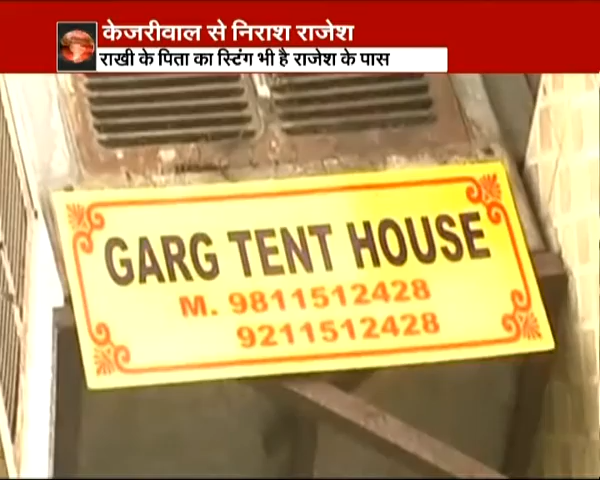 केजरीवाल से निराश राजेश
राखी के पिता का स्टिंग भी है राजेश के पास
GARG TENT HOUSE
M. 9811512428
9211512428